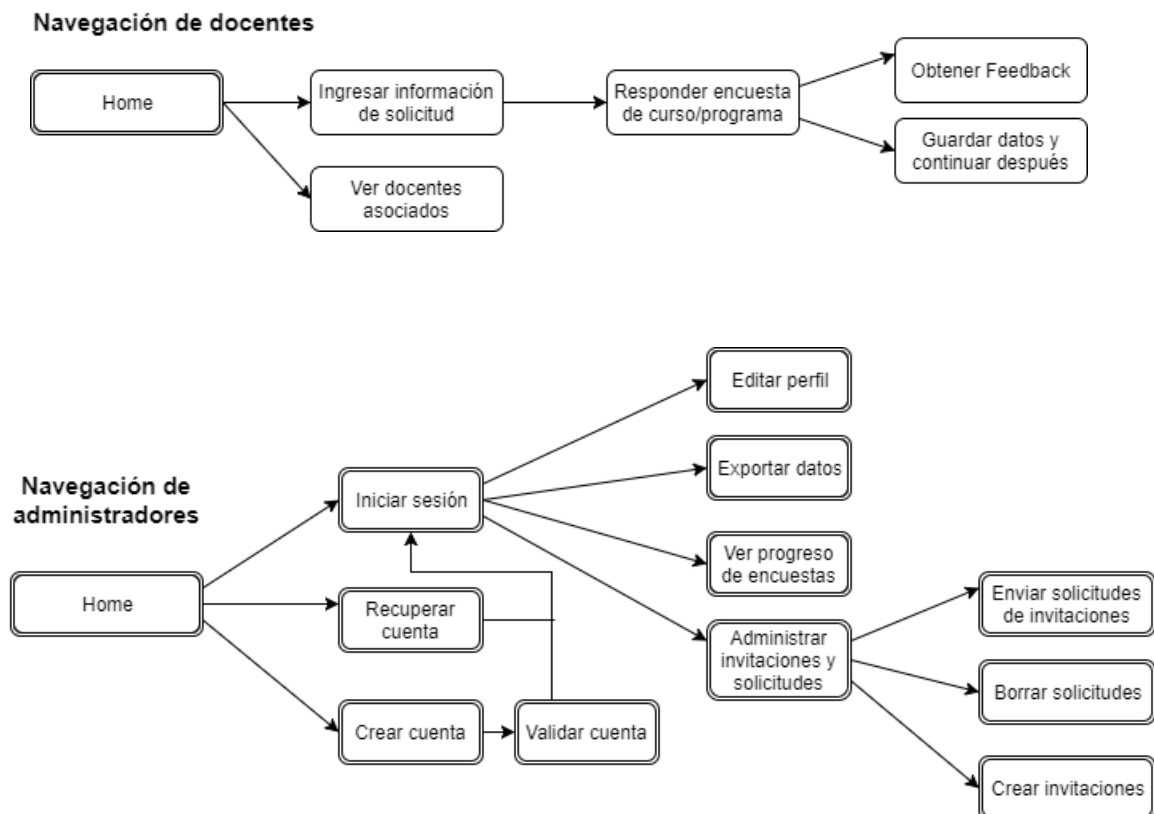 Navegación de docentes
Home
Ingresar información
de solicitud
Responder encuesta
de curso/programa
Obtener Feedback
Guardar datos y
continuar después
Ver docentes
asociados
Navegación de
administradores
Home
Iniciar sesión
Recuperar
cuenta
Crear cuenta
Validar cuenta
Editar perfil
Exportar datos
Ver progreso
de encuestas
Administrar
invitaciones y
solicitudes
Enviar solicitudes
de invitaciones
Borrar solicitudes
Crear invitaciones